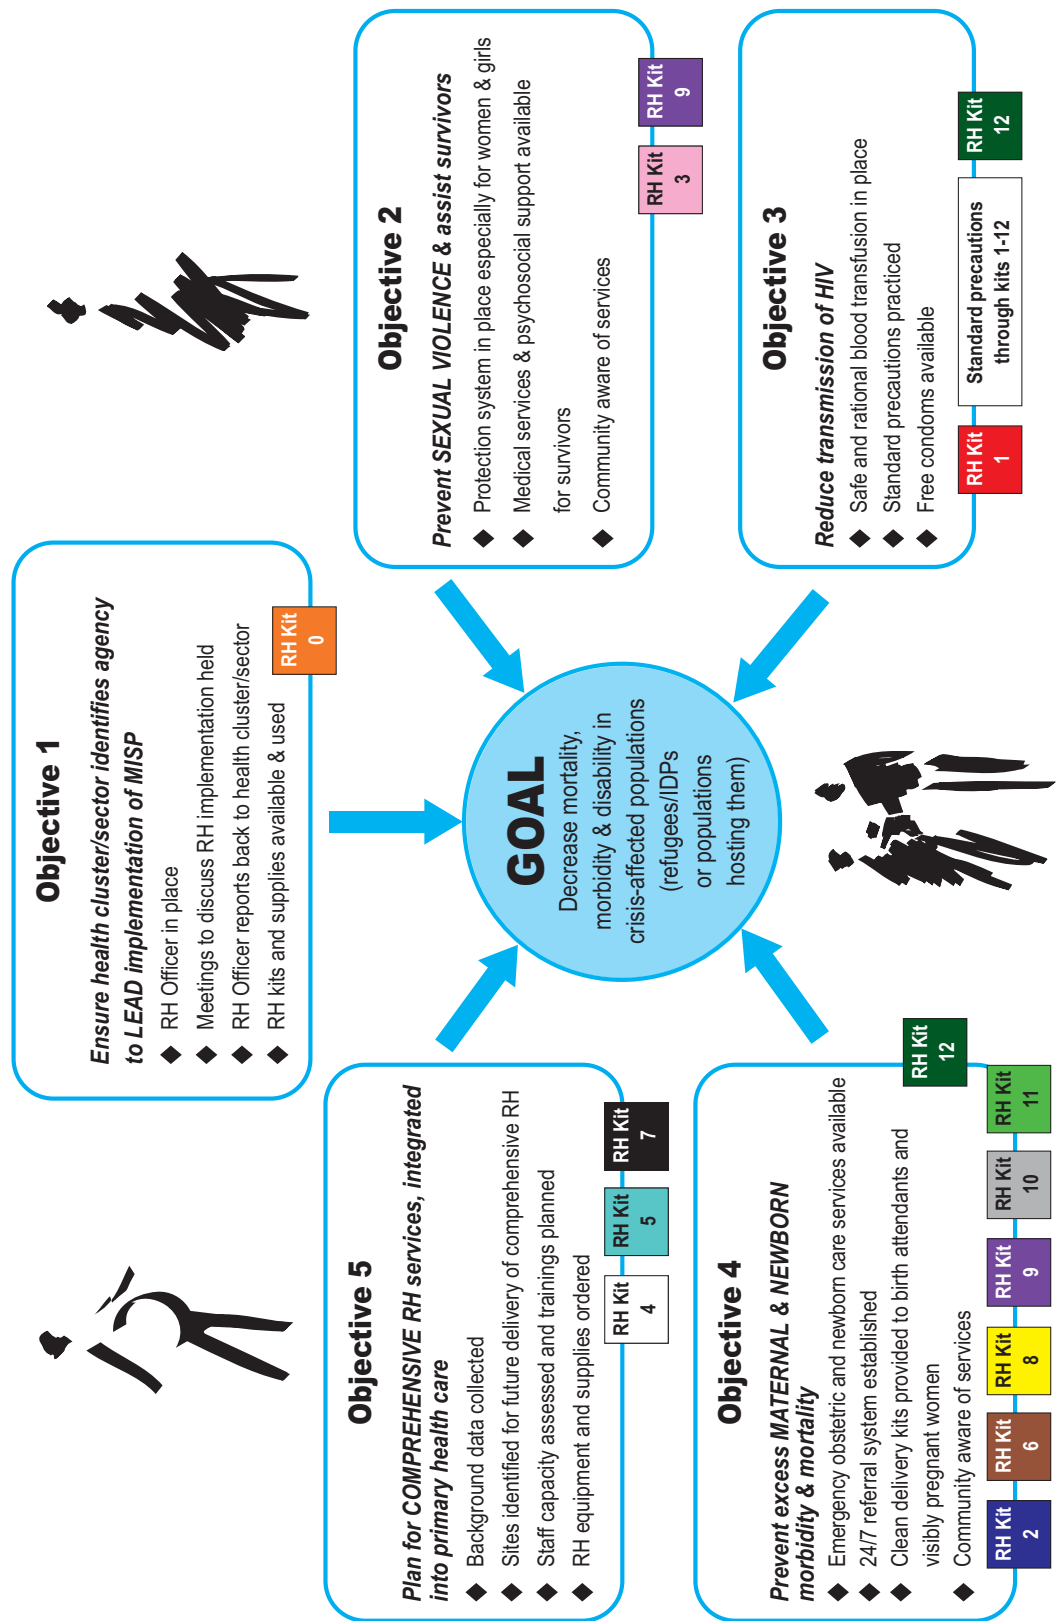 Objective 1
Ensure health cluster/sector identifies agency
to LEAD implementation of MISP
◆ RH Officer in place
◆ Meetings to discuss RH implementation held
◆ RH Officer reports back to health cluster/sector
◆ RH kits and supplies available & used
RH Kit
0
Objective 5
Plan for COMPREHENSIVE RH services, integrated
into primary health care
◆ Background data collected
◆ Sites identified for future delivery of comprehensive RH
◆ Staff capacity assessed and trainings planned
◆ RH equipment and supplies ordered
RH Kit
4
RH Kit
5
RH Kit
7
Objective 2
Prevent SEXUAL VIOLENCE & assist survivors
◆ Protection system in place especially for women & girls
◆ Medical services & psychosocial support available
for survivors
◆ Community aware of services
RH Kit
3
RH Kit
9
GOAL
Decrease mortality,
morbidity & disability in
crisis-affected populations
(refugees/IDPs
or populations
hosting them)
Objective 4
Prevent excess MATERNAL & NEWBORN
morbidity & mortality
◆ Emergency obstetric and newborn care services available
◆ 24/7 referral system established
◆ Clean delivery kits provided to birth attendants and
visibly pregnant women
◆ Community aware of services
RH Kit
2
RH Kit
6
RH Kit
8
RH Kit
9
RH Kit
10
RH Kit
11
RH Kit
12
Objective 3
Reduce transmission of HIV
◆ Safe and rational blood transfusion in place
◆ Standard precautions practiced
◆ Free condoms available
RH Kit
1
Standard precautions
through kits 1-12
RH Kit
12